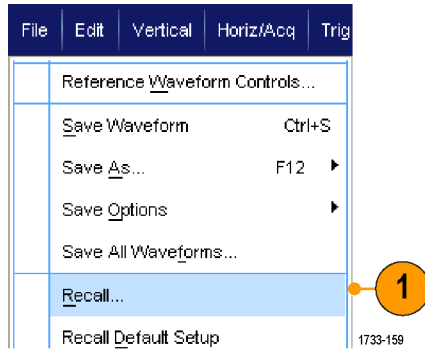 File Edit Vertical Horiz/Acq Trig
Reference Waveform Controls...
Save Waveform Ctrl+S
Save As... F12
Save Options
Save All Waveforms...
Recall... 1
Recall Default Setup 1733-159